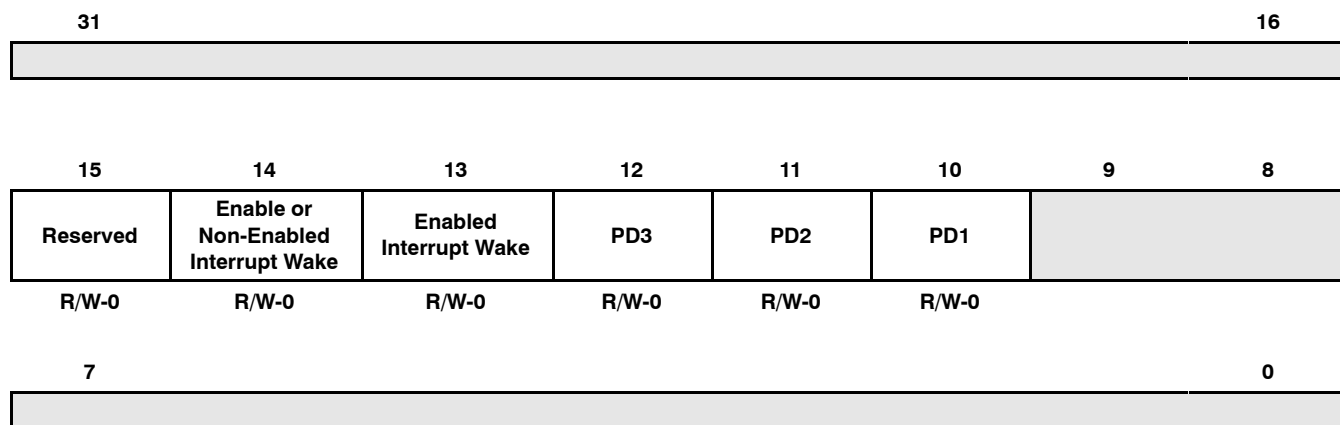 31 16
15 14 13 12 11 10 9 8
Reserved
Enable or
Non-Enabled
Interrupt Wake
Enabled
Interrupt Wake
PD3
PD2
PD1
R/W-0 R/W-0 R/W-0 R/W-0 R/W-0 R/W-0
7 0